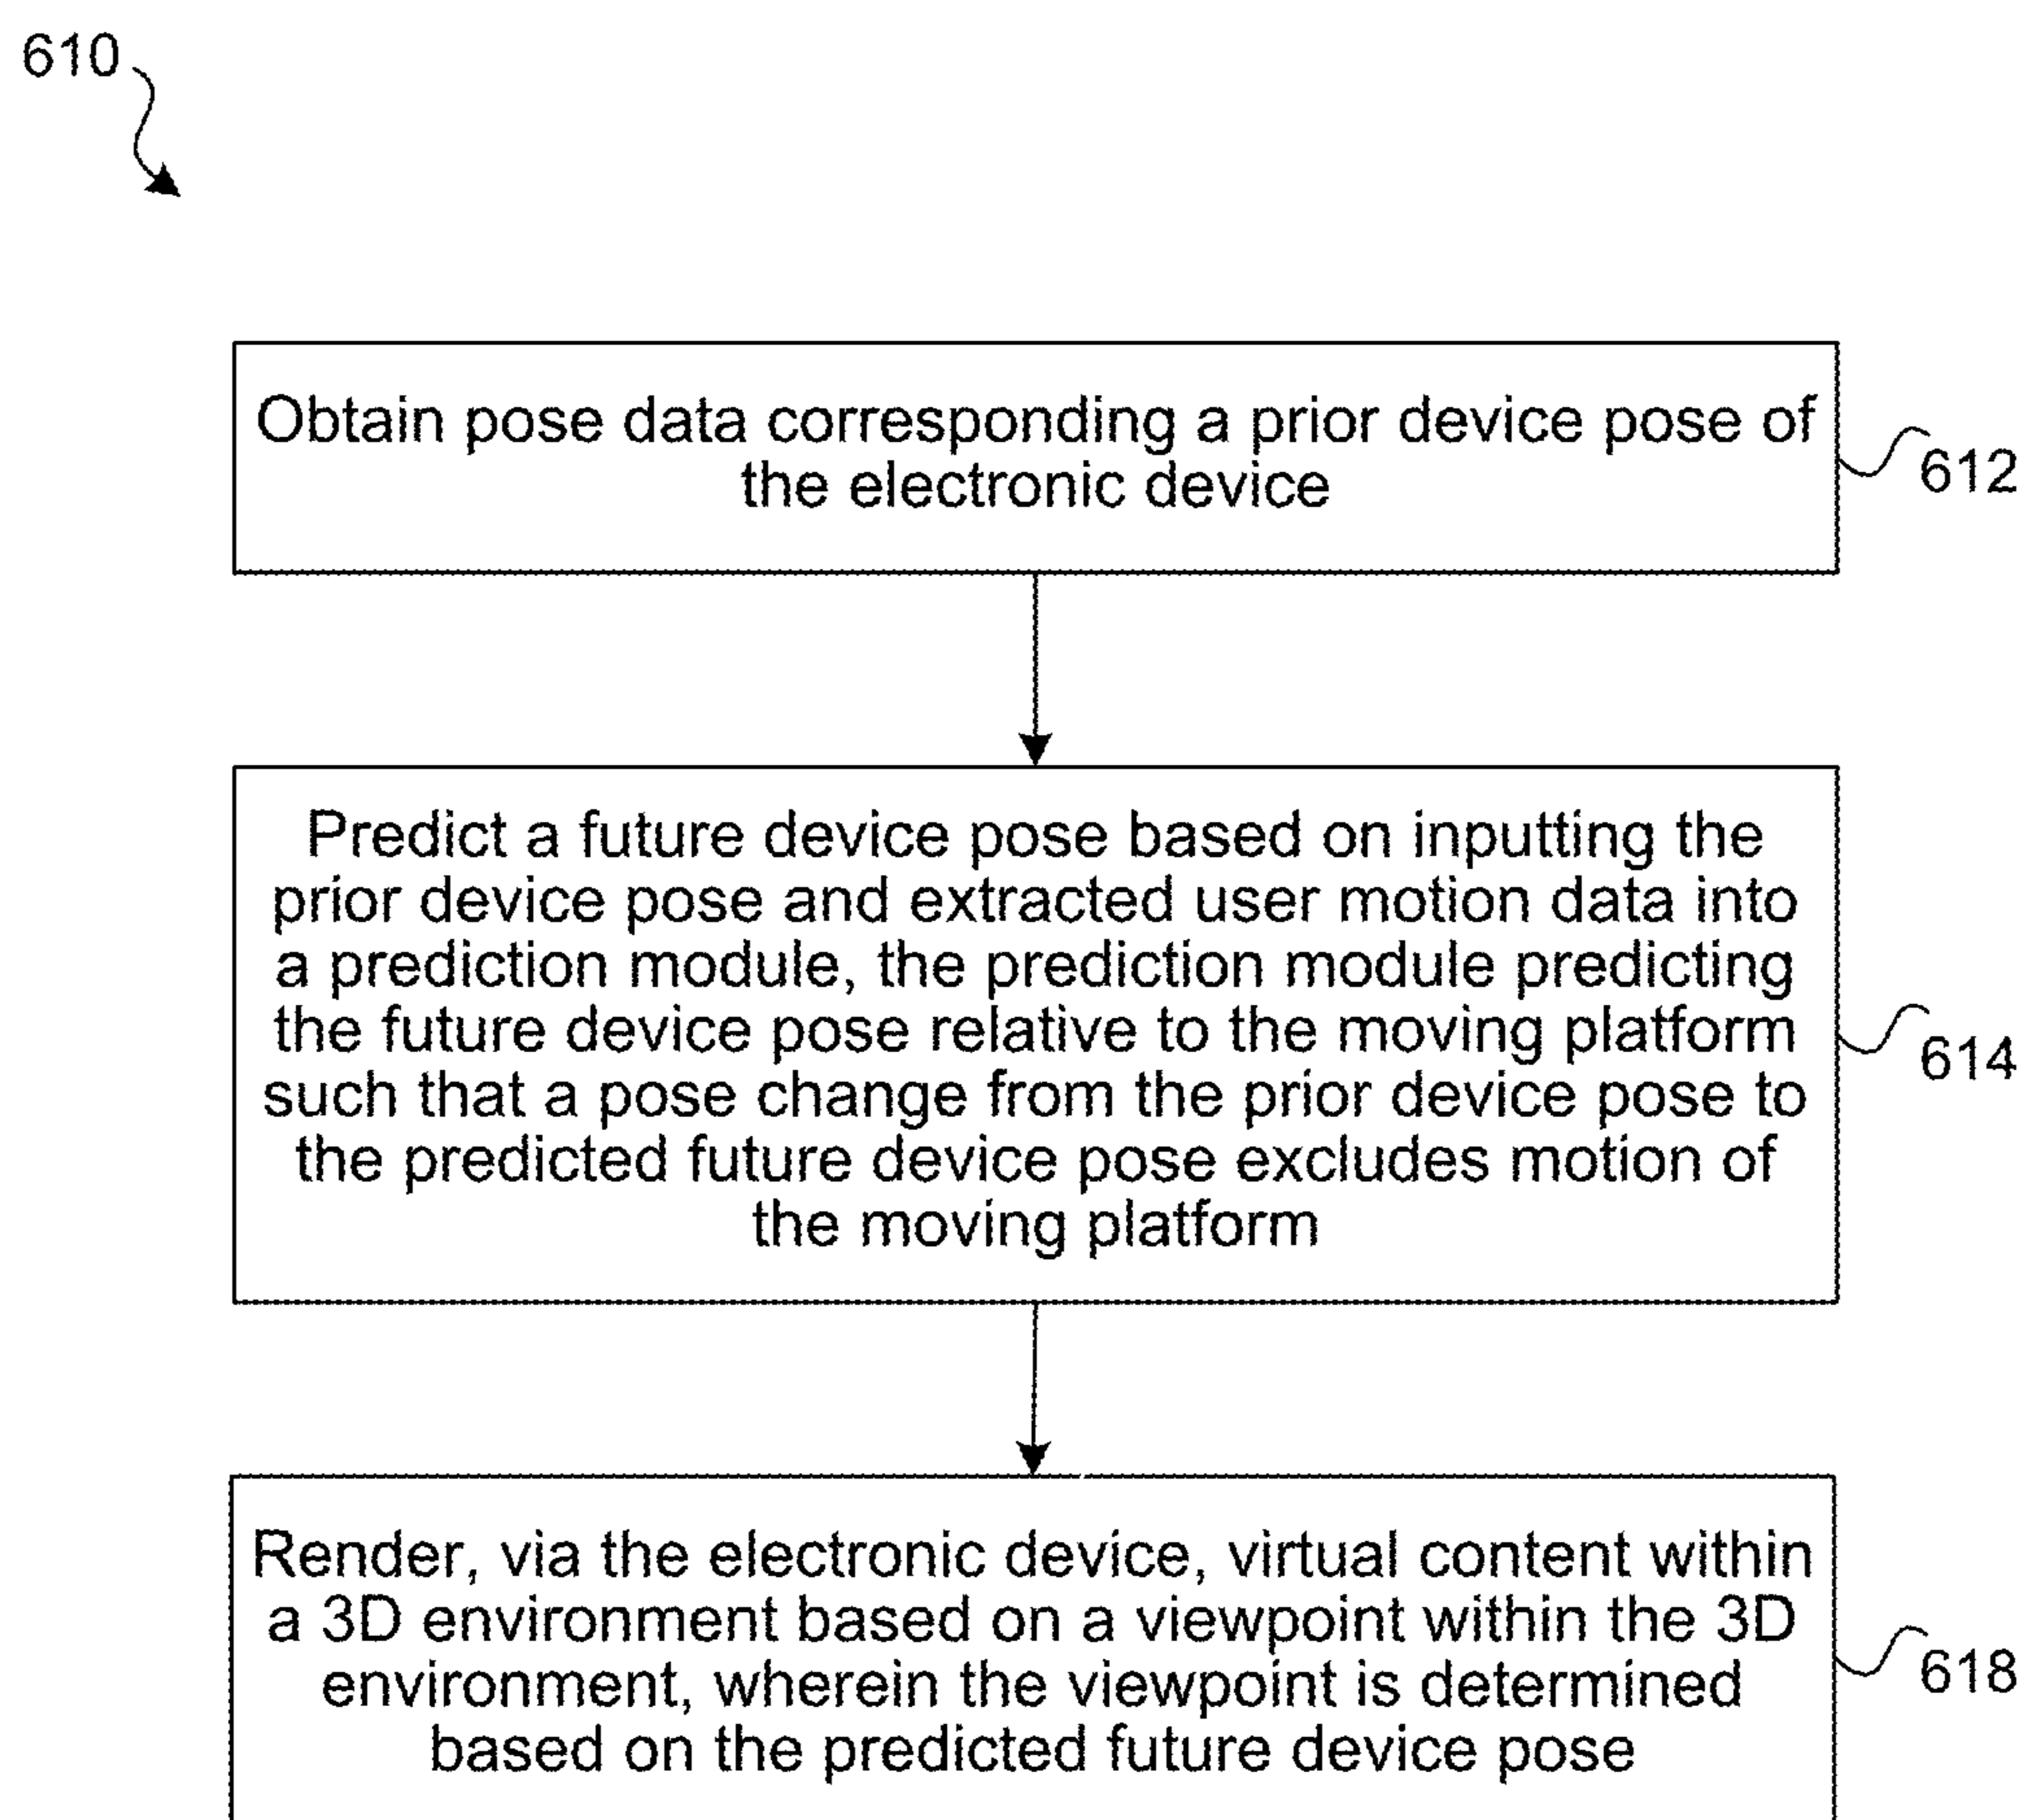 610
Obtain pose data corresponding a prior device pose of
the electronic device
612
Predict a future device pose based on inputting the
prior device pose and extracted user motion data into
a prediction module, the prediction module predicting
the future device pose relative to the moving platform
such that a pose change from the prior device pose to
the predicted future device pose excludes motion of
the moving platform
614
Render, via the electronic device, virtual content within
a 3D environment based on a viewpoint within the 3D
environment, wherein the viewpoint is determined
based on the predicted future device pose
618